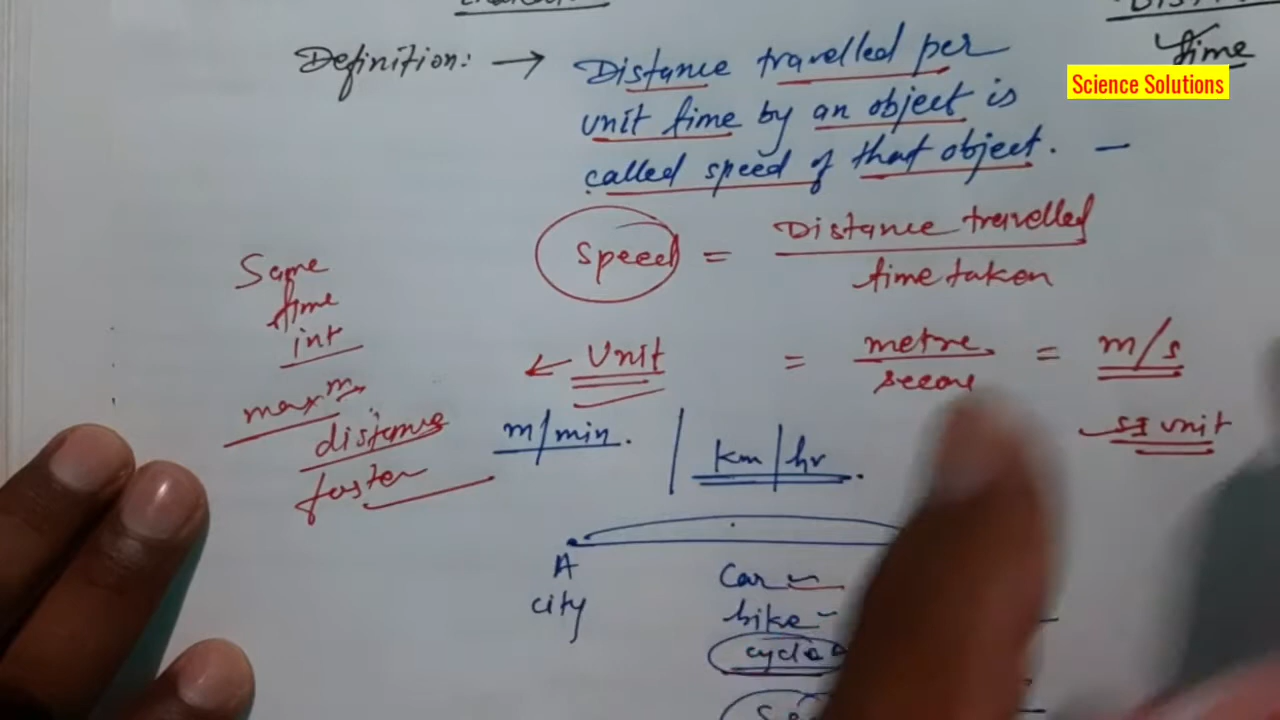 time
Science Solutions
Definition: → Distance travelled per
unit time by an object is
called speed of that object. –
Speed = Distance travelled
time taken
Same
time
int
← Unit = metre = m/s
SI unit
maxm
distance
faster
m/min. | km/hr.
A
city
Car
bike
cycle